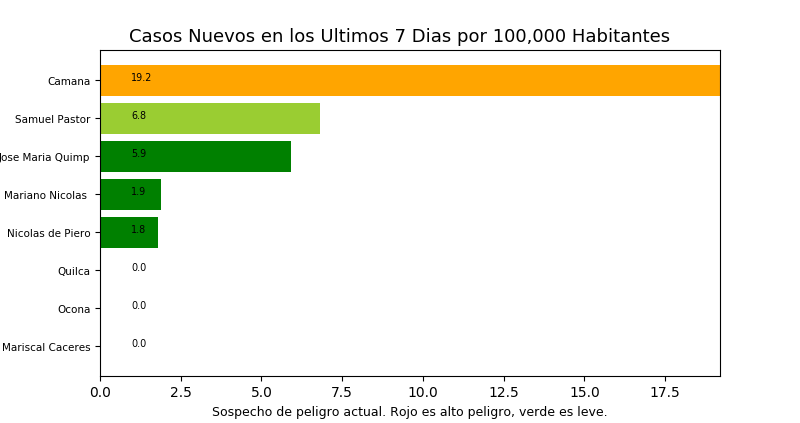 Casos Nuevos en los Ultimos 7 Dias por 100,000 Habitantes
Camana 19.2
Samuel Pastor 6.8
Jose Maria Quimp 5.9
Mariano Nicolas 1.9
Nicolas de Piero 1.8
Quilca 0.0
Ocona 0.0
Mariscal Caceres 0.0
0.0 2.5 5.0 7.5 10.0 12.5 15.0 17.5
Sospecho de peligro actual. Rojo es alto peligro, verde es leve.